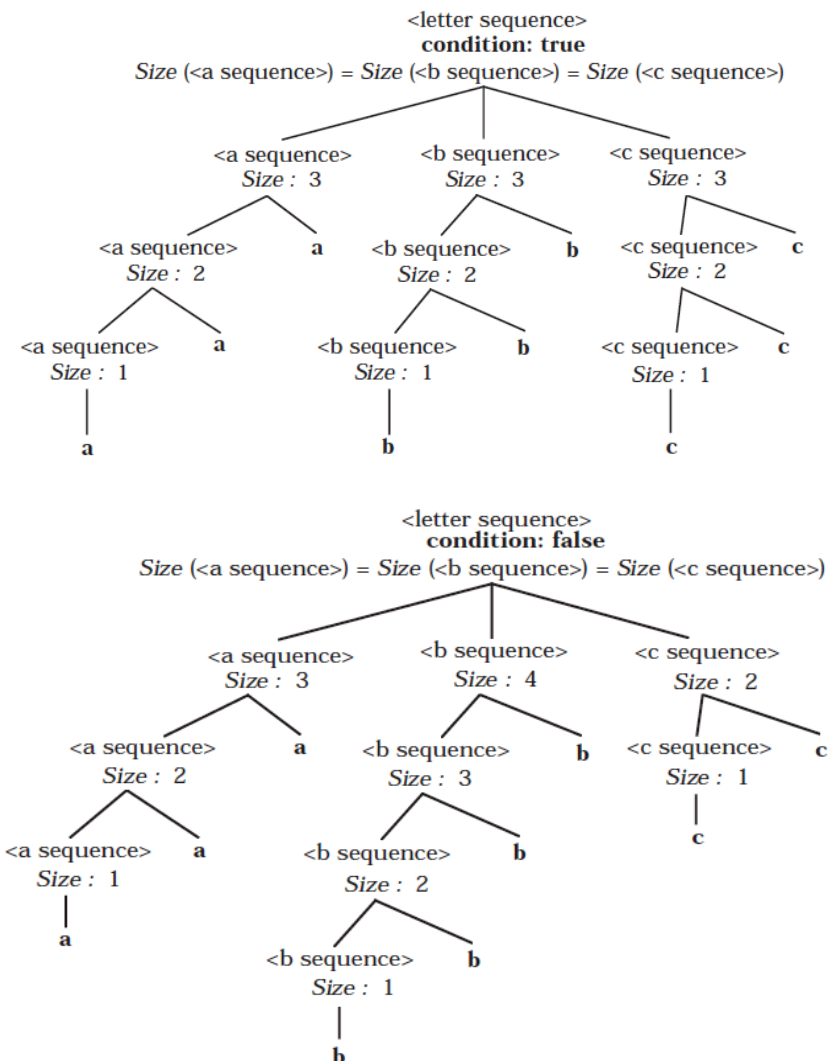 <letter sequence>
condition: true
Size (<a sequence>) = Size (<b sequence>) = Size (<c sequence>)
<a sequence> <b sequence> <c sequence>
Size : 3 Size : 3 Size : 3
<a sequence> a <b sequence> b <c sequence> c
Size : 2 Size : 2 Size : 2
<a sequence> a <b sequence> b <c sequence> c
Size : 1 Size : 1 Size : 1
a b c
<letter sequence>
condition: false
Size (<a sequence>) = Size (<b sequence>) = Size (<c sequence>)
<a sequence> <b sequence> <c sequence>
Size : 3 Size : 4 Size : 2
<a sequence> a <b sequence> b <c sequence> c
Size : 2 Size : 3 Size : 1
<a sequence> a <b sequence> b c
Size : 1 Size : 2
a
<b sequence> b
Size : 1
b